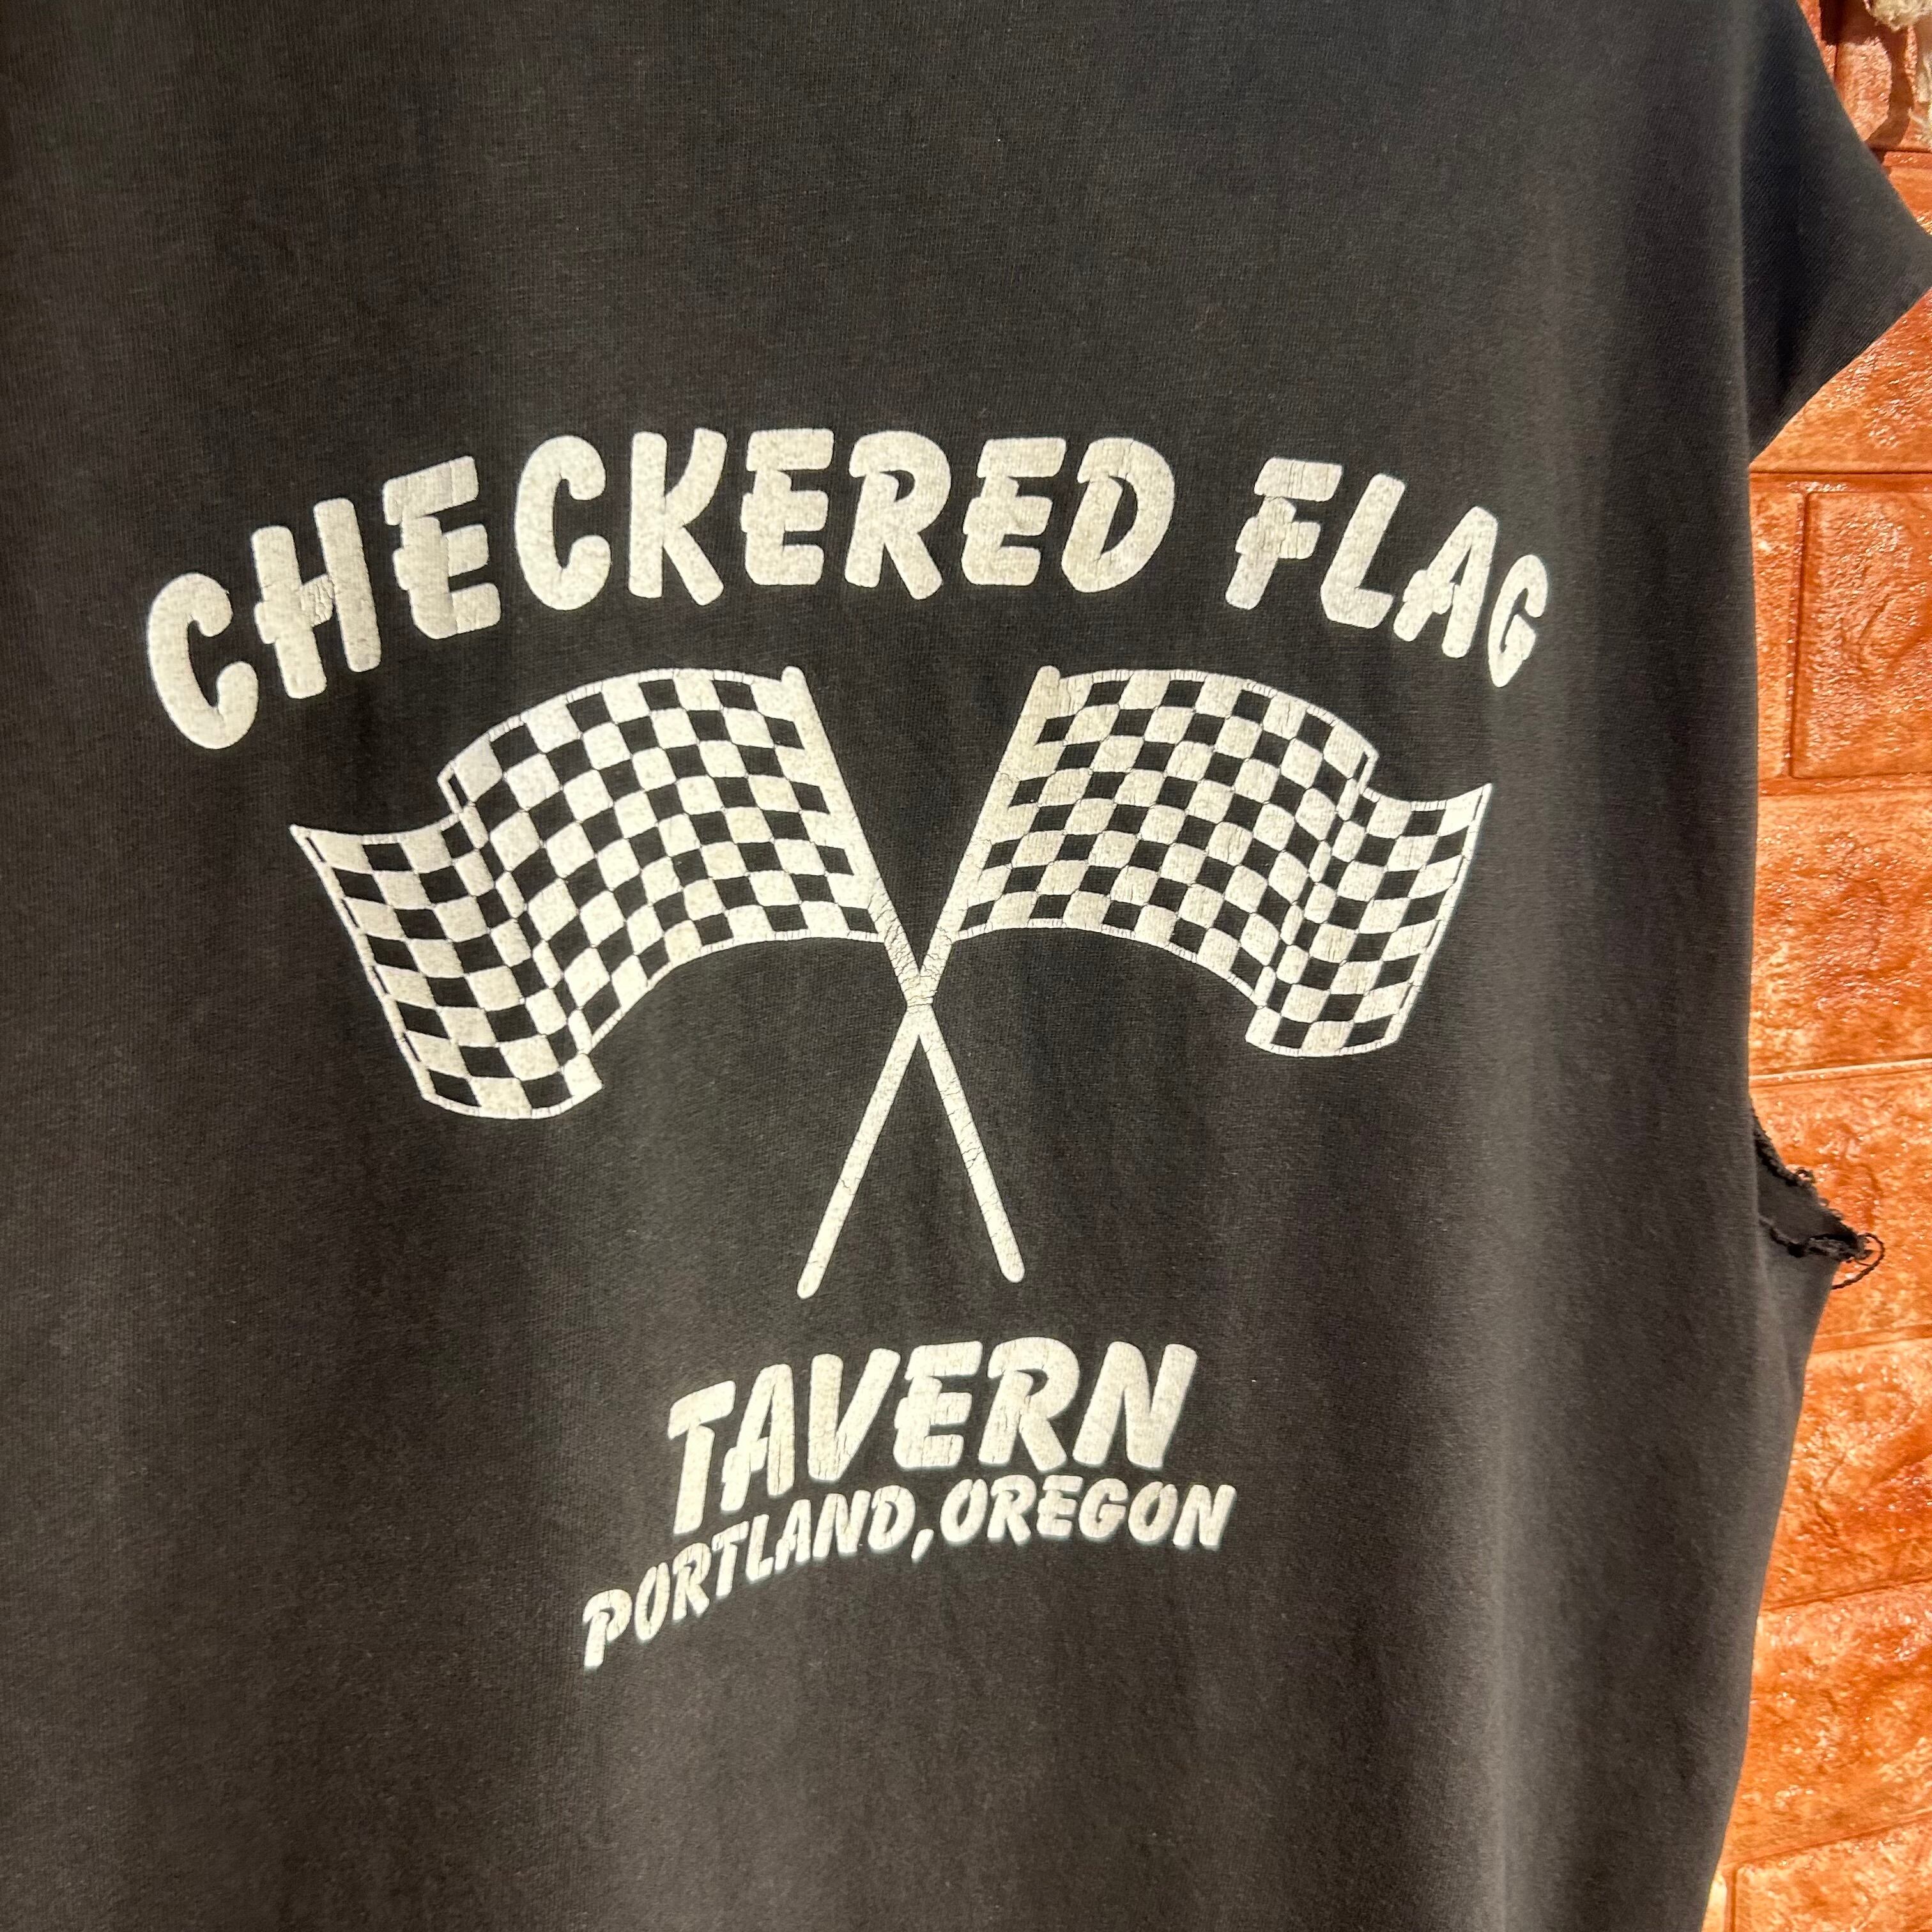 CHECKERED FLAG
TAVERN
PORTLAND, OREGON